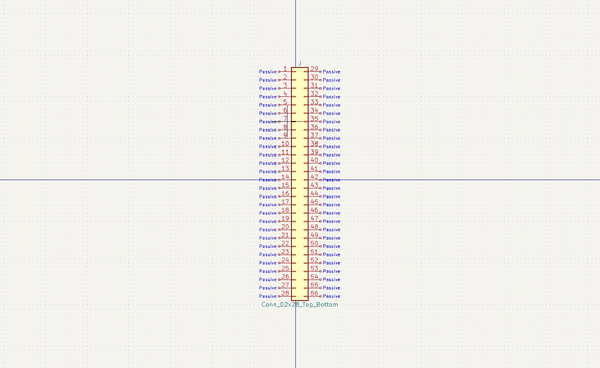 J
Passive 1 29 Passive
Passive 2 30 Passive
Passive 3 31 Passive
Passive 4 32 Passive
Passive 5 33 Passive
Passive 6 34 Passive
Passive 7 35 Passive
Passive 8 36 Passive
Passive 9 37 Passive
Passive 10 38 Passive
Passive 11 39 Passive
Passive 12 40 Passive
Passive 13 41 Passive
Passive 14 42 Passive
Passive 15 43 Passive
Passive 16 44 Passive
Passive 17 45 Passive
Passive 18 46 Passive
Passive 19 47 Passive
Passive 20 48 Passive
Passive 21 49 Passive
Passive 22 50 Passive
Passive 23 51 Passive
Passive 24 52 Passive
Passive 25 53 Passive
Passive 26 54 Passive
Passive 27 55 Passive
Passive 28 56 Passive
Conn_02x28_Top_Bottom